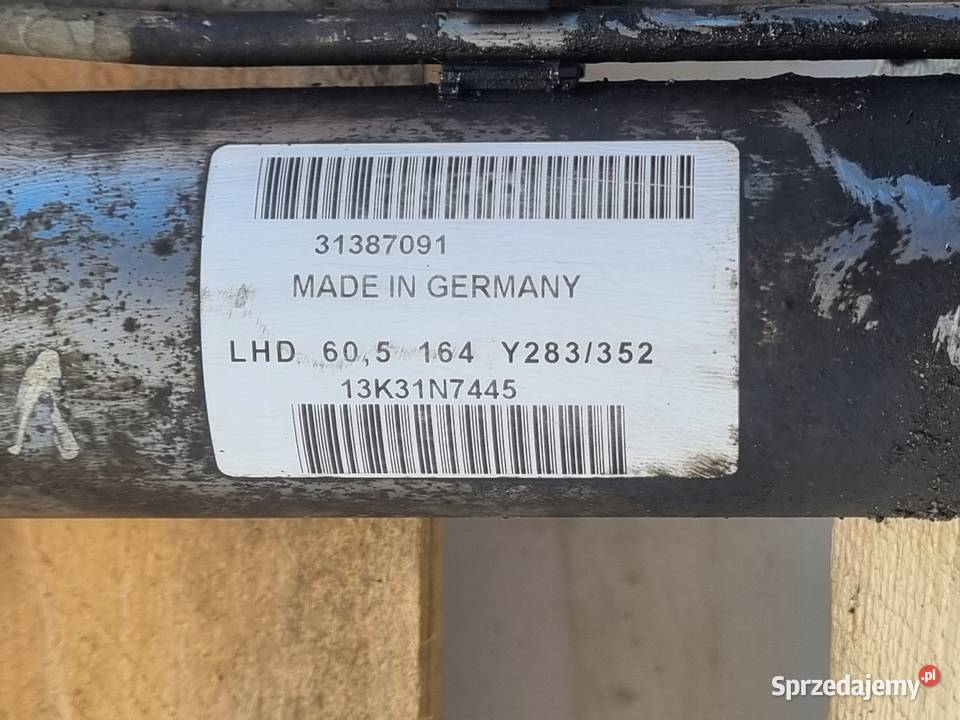 31387091
MADE IN GERMANY
LHD 60,5 164 Y283/352
13K31N7445
Sprzedajemy.pl